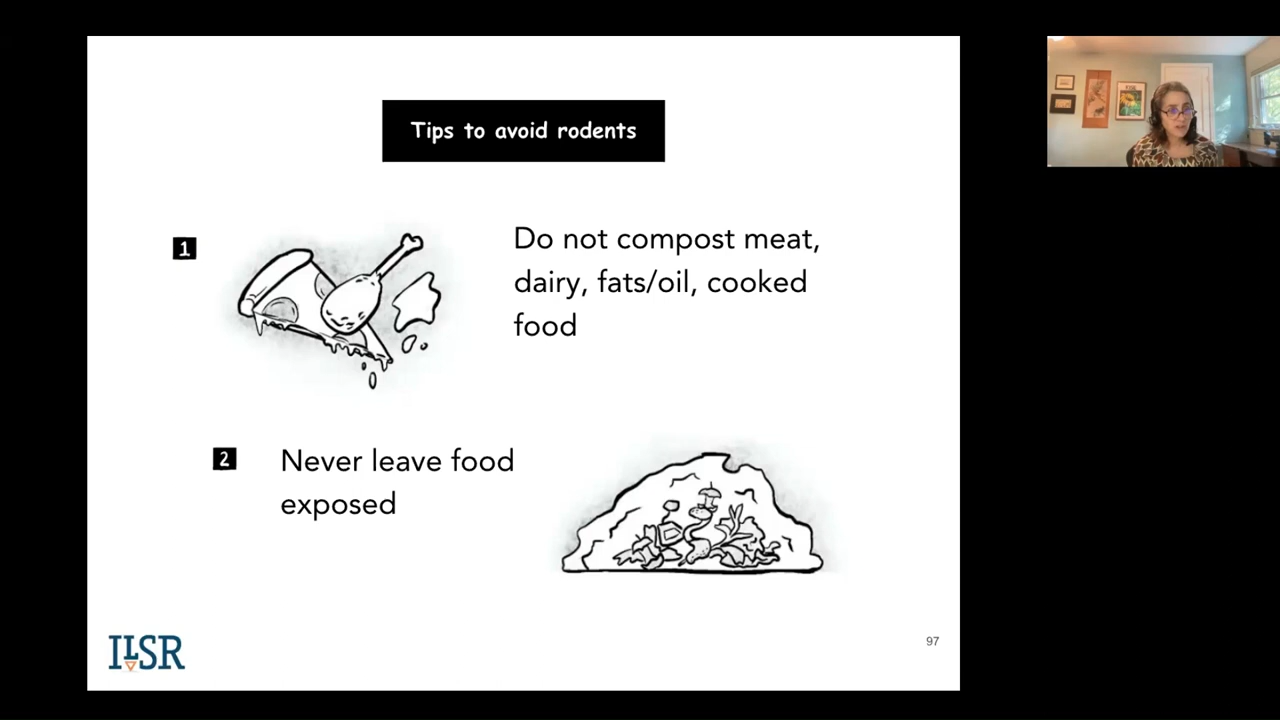 Tips to avoid rodents
1
Do not compost meat,
dairy, fats/oil, cooked
food
2
Never leave food
exposed
ILSR
97